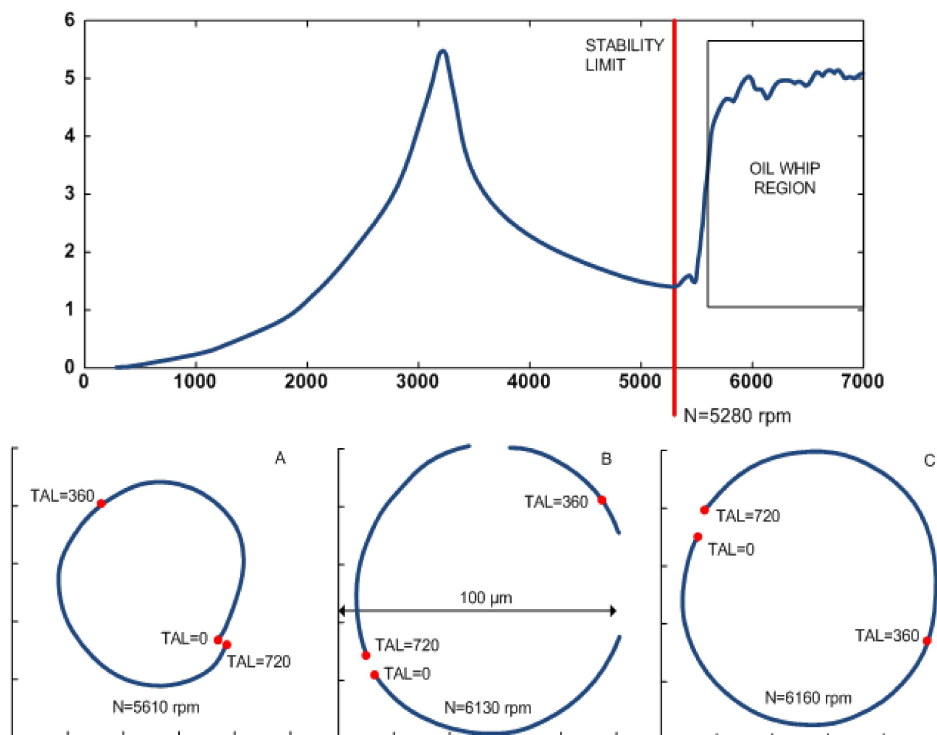 6
5
4
3
2
1
0
STABILITY
LIMIT
OIL WHIP
REGION
0 1000 2000 3000 4000 5000 6000 7000
N=5280 rpm
A
TAL=360
TAL=0
TAL=720
N=5610 rpm
B
TAL=360
100 µm
TAL=720
TAL=0
N=6130 rpm
C
TAL=720
TAL=0
TAL=360
N=6160 rpm